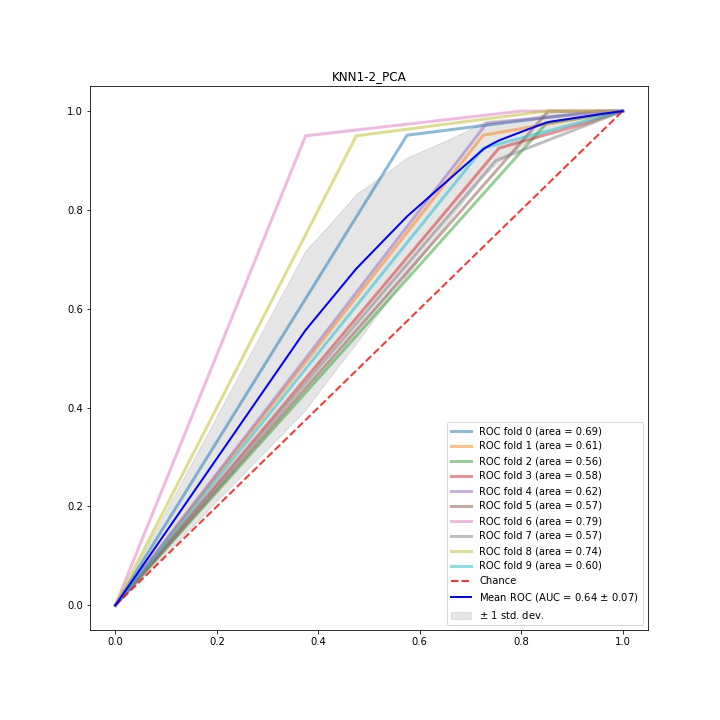 KNN1-2_PCA
1.0
0.8
0.6
0.4
0.2
0.0
0.0 0.2 0.4 0.6 0.8 1.0
ROC fold 0 (area = 0.69)
ROC fold 1 (area = 0.61)
ROC fold 2 (area = 0.56)
ROC fold 3 (area = 0.58)
ROC fold 4 (area = 0.62)
ROC fold 5 (area = 0.57)
ROC fold 6 (area = 0.79)
ROC fold 7 (area = 0.57)
ROC fold 8 (area = 0.74)
ROC fold 9 (area = 0.60)
Chance
Mean ROC (AUC = 0.64 ± 0.07)
± 1 std. dev.